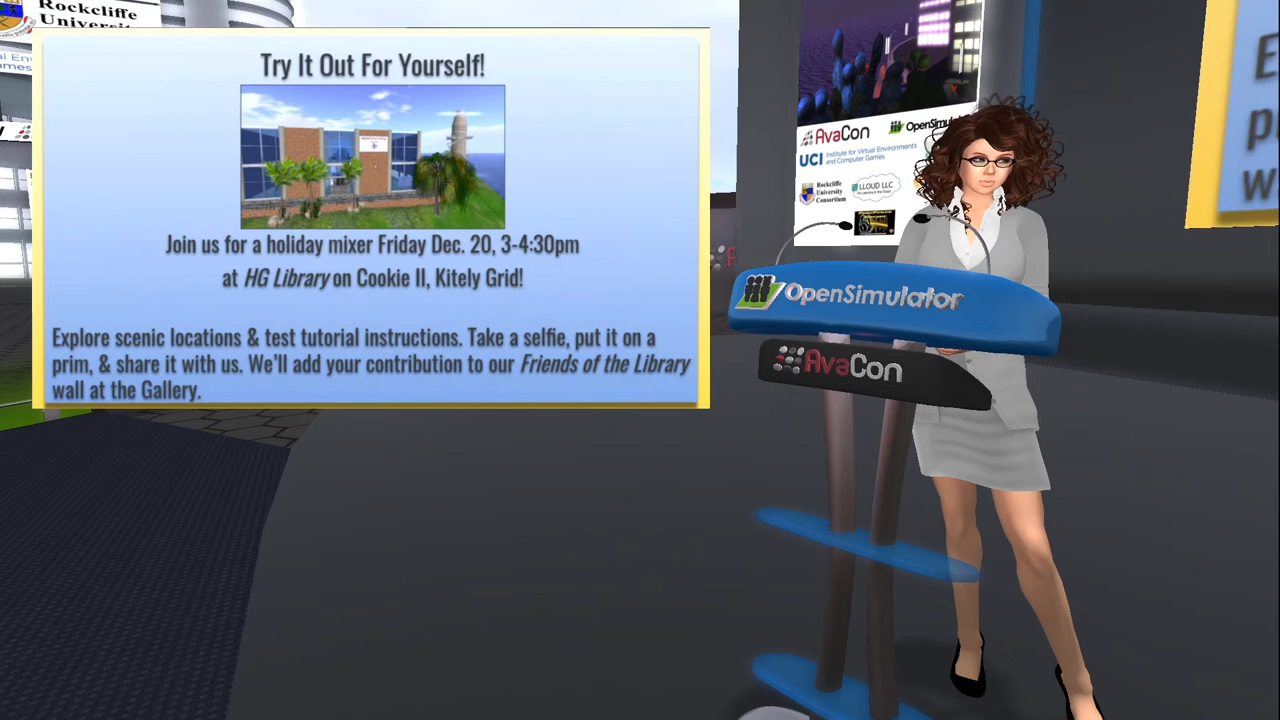 Rockcliffe
University
Try It Out For Yourself!
Join us for a holiday mixer Friday Dec. 20, 3-4:30pm
at HG Library on Cookie II, Kitely Grid!
Explore scenic locations & test tutorial instructions. Take a selfie, put it on a
prim, & share it with us. We'll add your contribution to our Friends of the Library
wall at the Gallery.
AvaCon
UCI Institute for Virtual Environments
and Computer Games
Rockcliffe
University
Consortium
LLOUD LLC
OpenSimulator
AvaCon